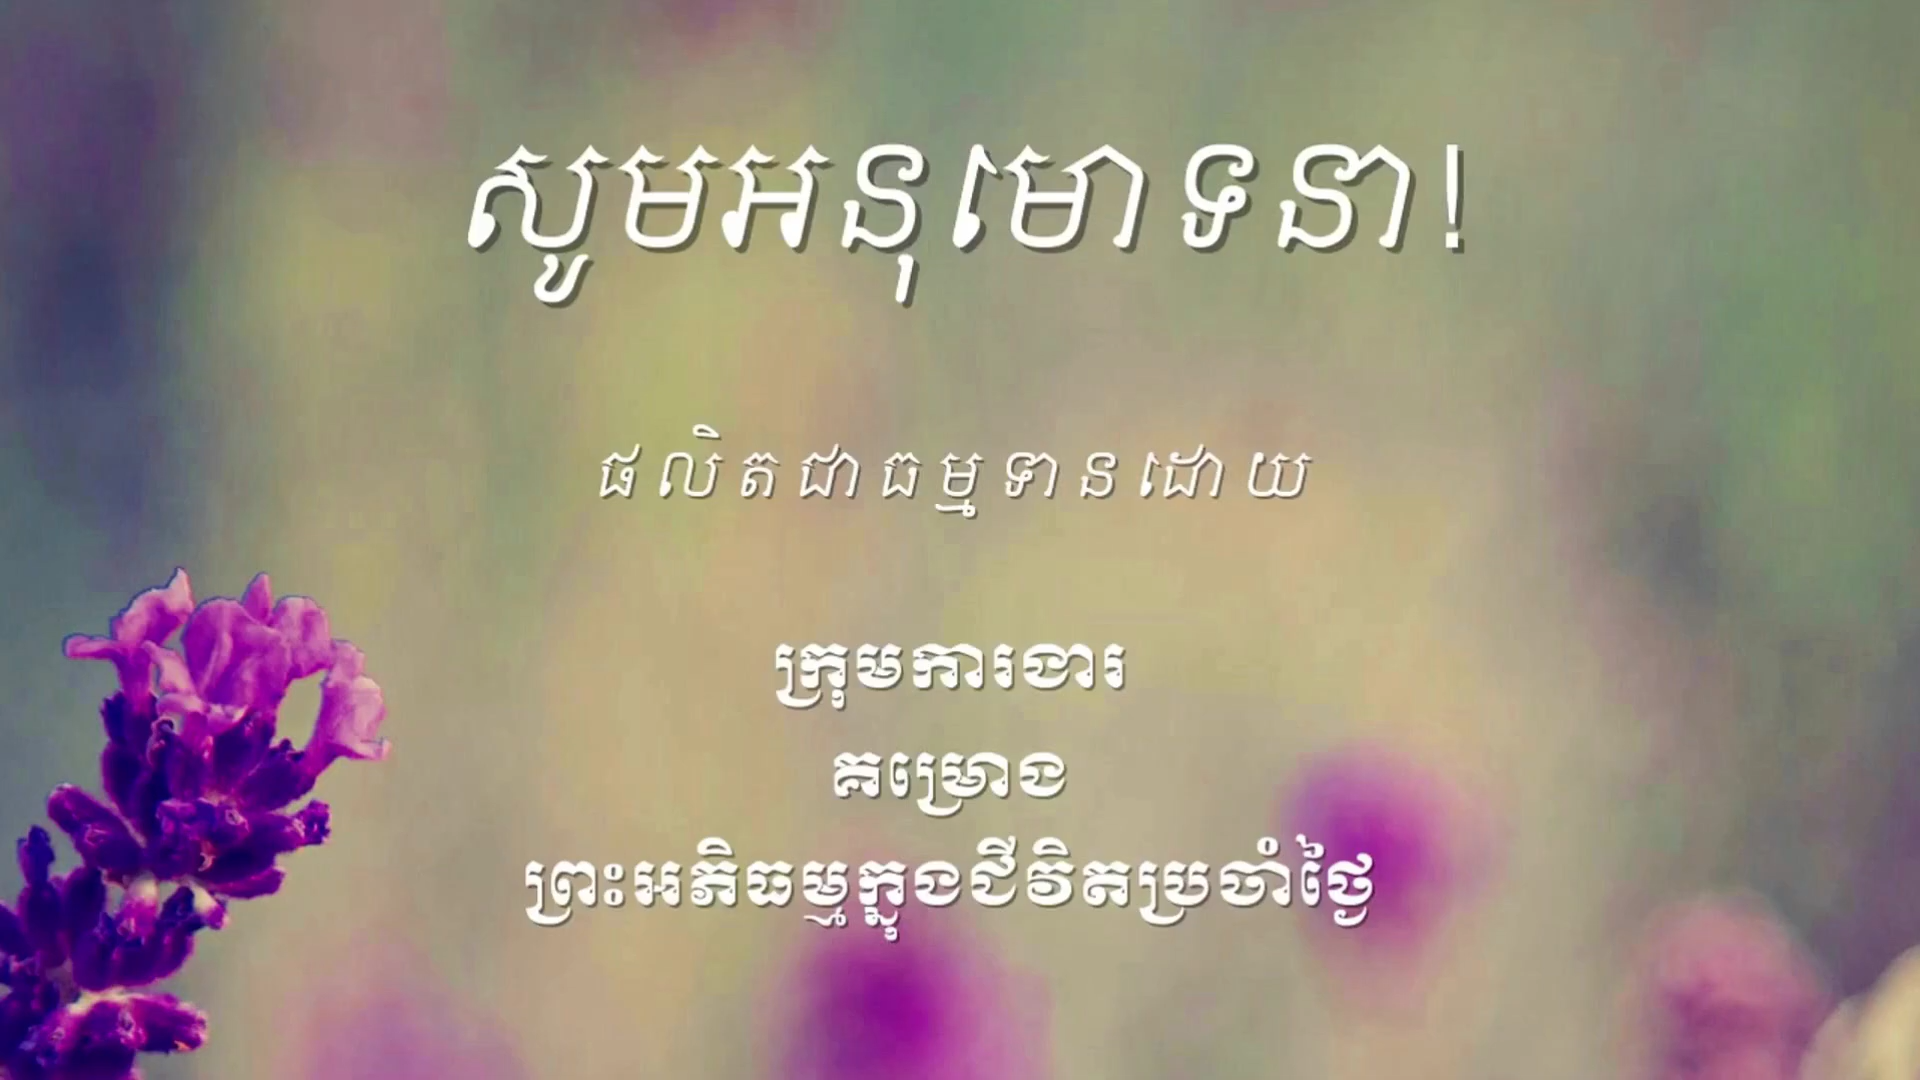 សូមអនុមោទនា!
ផលិតជាធម្មទានដោយ
ក្រុមការងារ
គម្រោង
ព្រះអភិធម្មក្នុងជីវិតប្រចាំថ្ងៃ